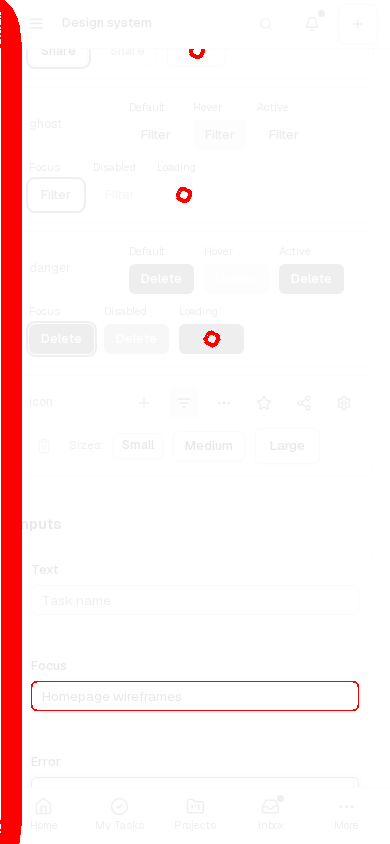 Design system
Share Share
Default Hover Active
ghost
Filter Filter Filter
Focus Disabled Loading
Filter Filter
Default Hover Active
danger
Delete Delete
Focus Disabled Loading
Delete Delete
icon
Sizes Small Medium Large
nputs
Text
Task name
Focus
Homepage wireframes
Error
Home My Tasks Projects Inbox More